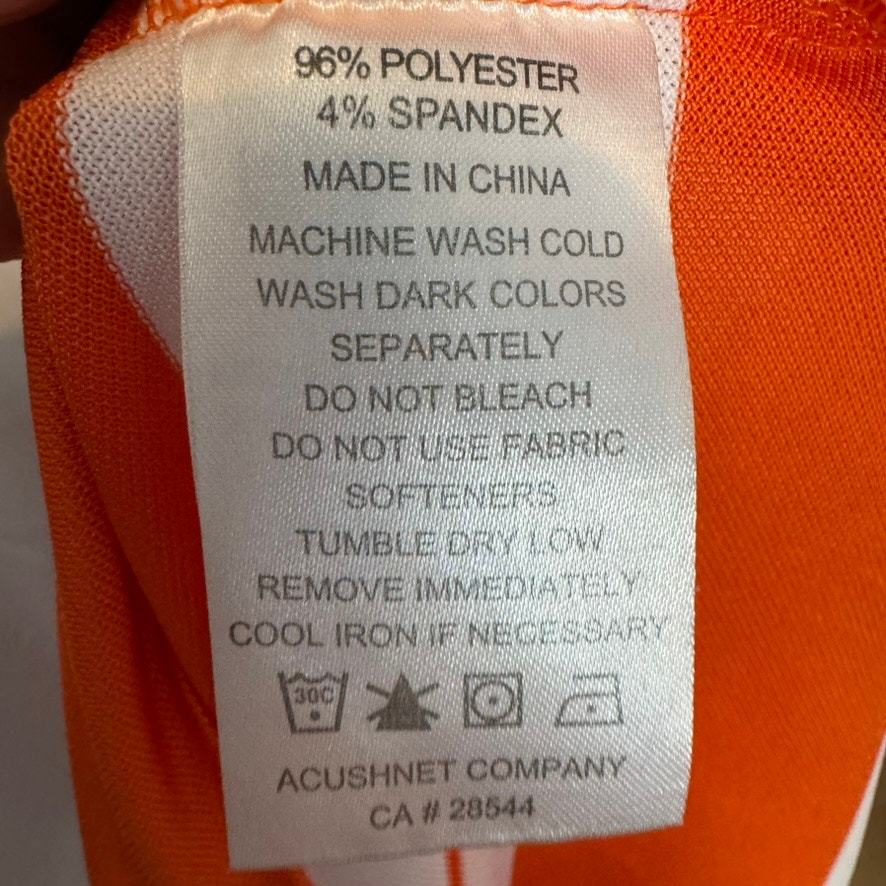 96% POLYESTER
4% SPANDEX
MADE IN CHINA
MACHINE WASH COLD
WASH DARK COLORS
SEPARATELY
DO NOT BLEACH
DO NOT USE FABRIC
SOFTENERS
TUMBLE DRY LOW
REMOVE IMMEDIATELY
COOL IRON IF NECESSARY
30C
ACUSHNET COMPANY
CA # 28544